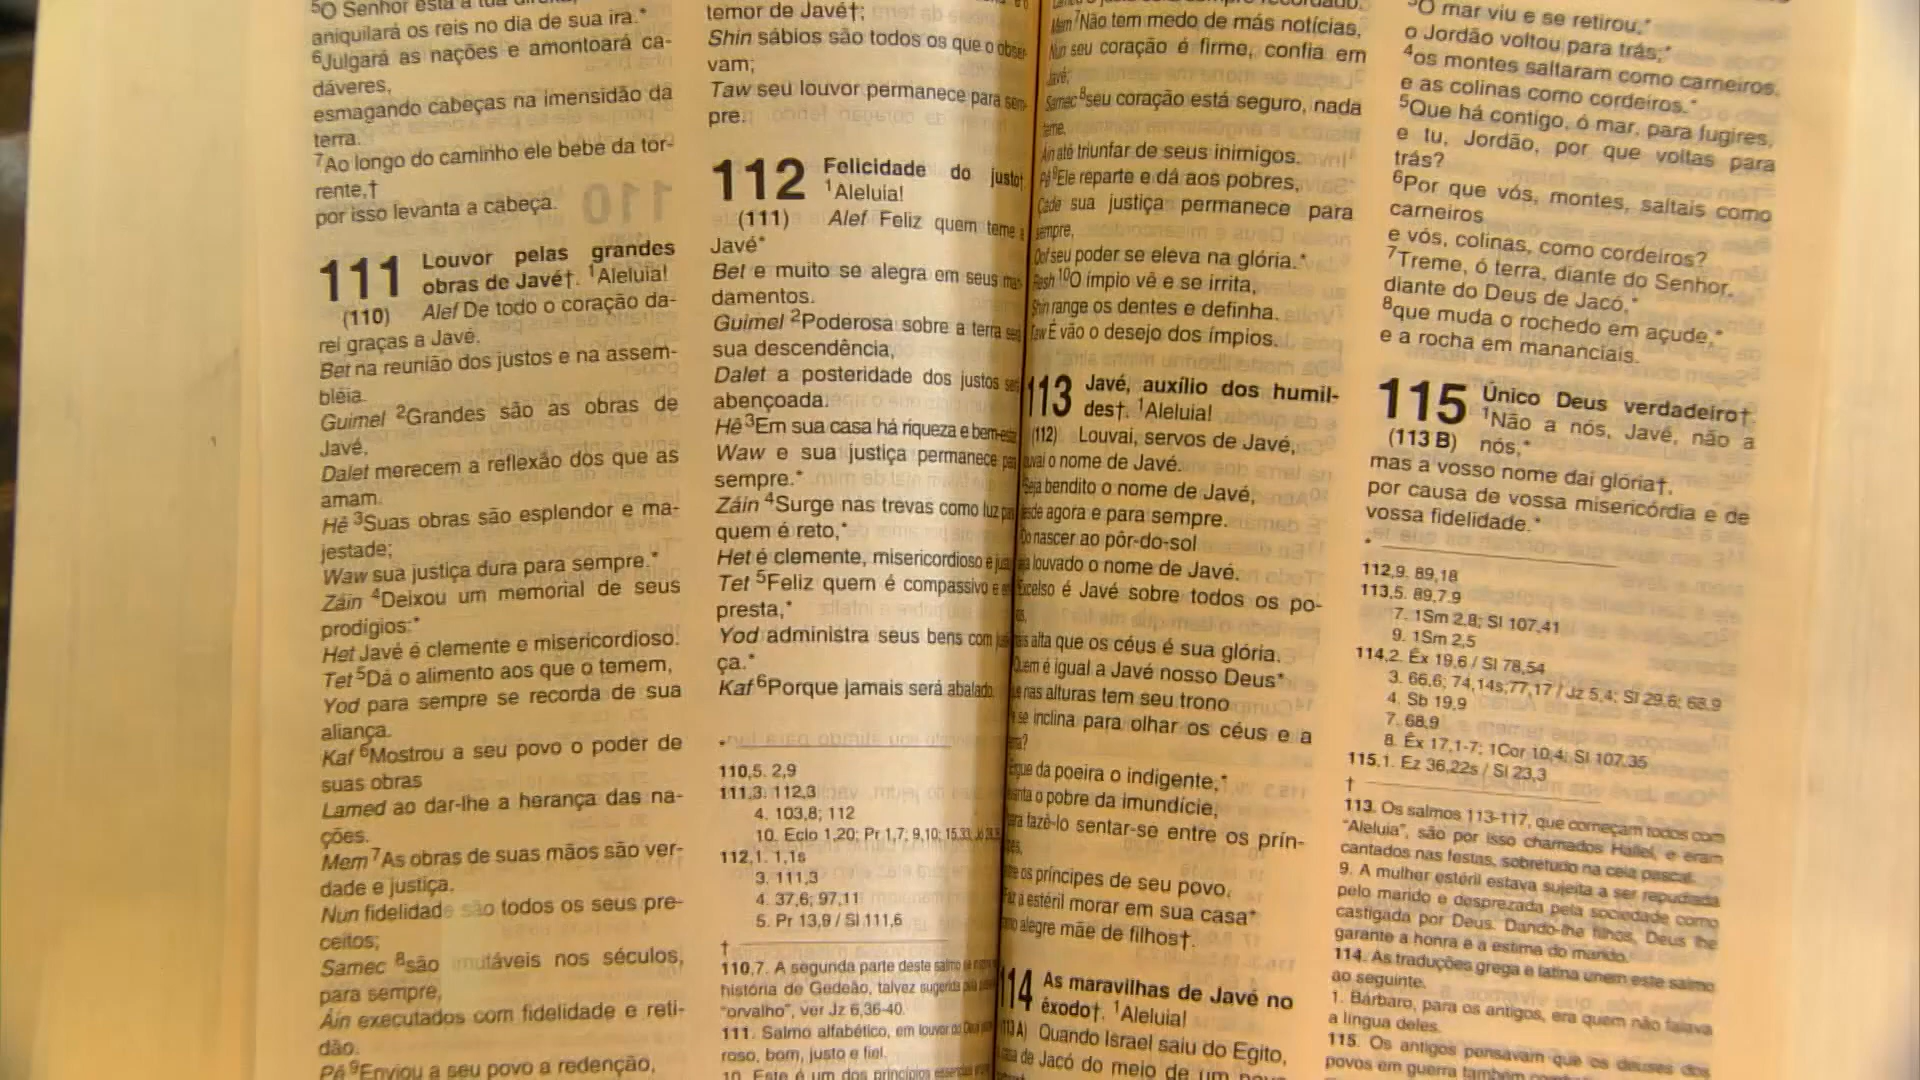 5O Senhor está à tua direita,
aniquilará os reis no dia de sua ira.*
6Julgará as nações e amontoará ca-
dáveres,
esmagando cabeças na imensidão da
terra.
7Ao longo do caminho ele bebe da tor-
rente,†
por isso levanta a cabeça.
111 Louvor pelas grandes
obras de Javé†. 1Aleluia!
(110) Alef De todo o coração da-
rei graças a Javé.
Bet na reunião dos justos e na assem-
bléia.
Guimel 2Grandes são as obras de
Javé,
Dalet merecem a reflexão dos que as
amam.
Hê 3Suas obras são esplendor e ma-
jestade;
Waw sua justiça dura para sempre.*
Záin 4Deixou um memorial de seus
prodígios:*
Het Javé é clemente e misericordioso.
Tet 5Dá o alimento aos que o temem,
Yod para sempre se recorda de sua
aliança.
Kaf 6Mostrou a seu povo o poder de
suas obras
Lamed ao dar-lhe a herança das na-
ções.
Mem 7As obras de suas mãos são ver-
dade e justiça.
Nun fidelidade são todos os seus pre-
ceitos;
Samec 8são imutáveis nos séculos,
para sempre,
Áin executados com fidelidade e reti-
dão.
Pê 9Enviou a seu povo a redenção,
temor de Javé†;
Shin sábios são todos os que o obser-
vam;
Taw seu louvor permanece para sem-
pre.
112 Felicidade do justo†
1Aleluia!
(111) Alef Feliz quem teme a
Javé*
Bet e muito se alegra em seus man-
damentos.
Guimel 2Poderosa sobre a terra será
sua descendência,
Dalet a posteridade dos justos será
abençoada.
Hê 3Em sua casa há riqueza e bem-estar
Waw e sua justiça permanece para
sempre.*
Záin 4Surge nas trevas como luz para
quem é reto,*
Het é clemente, misericordioso e justo.
Tet 5Feliz quem é compassivo e em-
presta,*
Yod administra seus bens com justi-
ça.*
Kaf 6Porque jamais será abalado,
*
110,5. 2,9
111,3. 112,3
4. 103,8; 112
10. Eclo 1,20; Pr 1,7; 9,10; 15,33
112,1. 1,1s
3. 111,3
4. 37,6; 97,11
5. Pr 13,9 / Sl 111,6
†
110,7. A segunda parte deste salmo
história de Gedeão, talvez sugerida pela
"orvalho", ver Jz 6,36-40.
111. Salmo alfabético, em louvor do Deus
roso, bom, justo e fiel.
10. Este é um dos princípios
Mem 7Não tem medo de más notícias,
Nun seu coração é firme, confia em
Javé;
Samec 8seu coração está seguro, nada
teme,
Áin até triunfar de seus inimigos.
Pê 9Ele reparte e dá aos pobres,
Çade sua justiça permanece para
sempre,
Qof seu poder se eleva na glória.*
Resh 10O ímpio vê e se irrita,
Shin range os dentes e definha.
Taw É vão o desejo dos ímpios.
113 Javé, auxílio dos humil-
des†. 1Aleluia!
(112) Louvai, servos de Javé,
louvai o nome de Javé.
Seja bendito o nome de Javé,
desde agora e para sempre.
Do nascer ao pôr-do-sol
seja louvado o nome de Javé.
Excelso é Javé sobre todos os po-
vos,
mais alta que os céus é sua glória.
Quem é igual a Javé nosso Deus*
que nas alturas tem seu trono
e se inclina para olhar os céus e a
terra?
Ergue da poeira o indigente,*
levanta o pobre da imundície,
para fazê-lo sentar-se entre os prín-
cipes,
entre os príncipes de seu povo.
Faz a estéril morar em sua casa*
como alegre mãe de filhos†.
114 As maravilhas de Javé no
êxodo†. 1Aleluia!
(113 A) Quando Israel saiu do Egito,
casa de Jacó do meio de um povo
3O mar viu e se retirou,*
o Jordão voltou para trás;*
4os montes saltaram como carneiros,
e as colinas como cordeiros.*
5Que há contigo, ó mar, para fugires,
e tu, Jordão, por que voltas para
trás?
6Por que vós, montes, saltais como
carneiros
e vós, colinas, como cordeiros?
7Treme, ó terra, diante do Senhor,
diante do Deus de Jacó,*
8que muda o rochedo em açude,*
e a rocha em mananciais.
115 Único Deus verdadeiro†.
1Não a nós, Javé, não a
(113 B) nós,*
mas a vosso nome dai glória†,
por causa de vossa misericórdia e de
vossa fidelidade.*
*
112,9. 89,18
113,5. 89,7.9
7. 1Sm 2,8; Sl 107,41
9. 1Sm 2,5
114,2. Êx 19,6 / Sl 78,54
3. 66,6; 74,14s; 77,17 / Jz 5,4; Sl 29,6; 68,9
4. Sb 19,9
7. 68,9
8. Êx 17,1-7; 1Cor 10,4; Sl 107,35
115,1. Ez 36,22s / Sl 23,3
†
113. Os salmos 113-117, que começam todos com
"Aleluia", são por isso chamados Hallel, e eram
cantados nas festas, sobretudo na ceia pascal.
9. A mulher estéril estava sujeita a ser repudiada
pelo marido e desprezada pela sociedade como
castigada por Deus. Dando-lhe filhos, Deus lhe
garante a honra e a estima do marido.
114. As traduções grega e latina unem este salmo
ao seguinte.
1. Bárbaro, para os antigos, era quem não falava
a língua deles.
115. Os antigos pensavam que os deuses dos
povos em guerra também